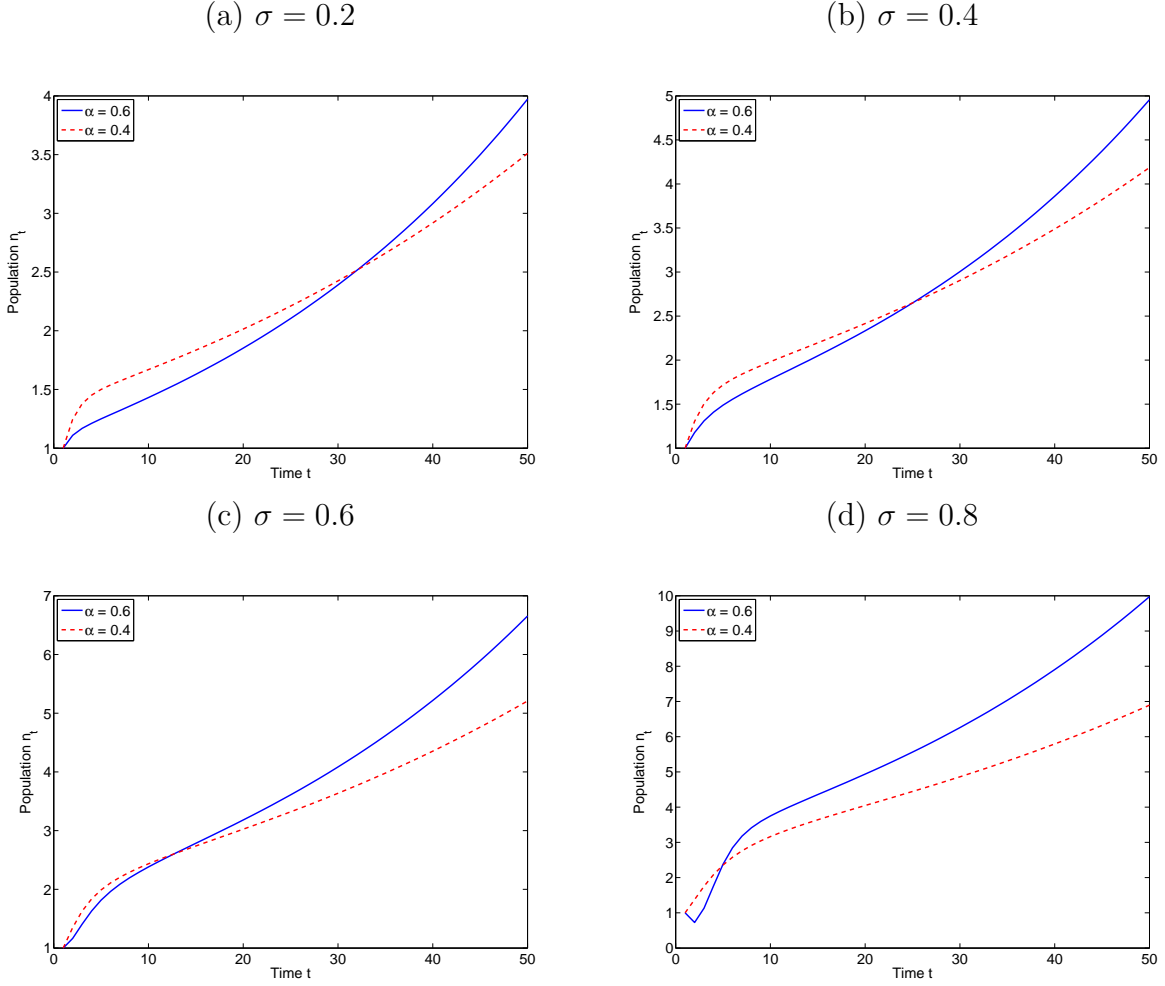 (a) σ = 0.2
4
3.5
3
2.5
2
1.5
1
0 10 20 30 40 50
Population n_t
Time t
α = 0.6
α = 0.4
(b) σ = 0.4
5
4.5
4
3.5
3
2.5
2
1.5
1
0 10 20 30 40 50
Population n_t
Time t
α = 0.6
α = 0.4
(c) σ = 0.6
7
6
5
4
3
2
1
0 10 20 30 40 50
Population n_t
Time t
α = 0.6
α = 0.4
(d) σ = 0.8
10
9
8
7
6
5
4
3
2
1
0
0 10 20 30 40 50
Population n_t
Time t
α = 0.6
α = 0.4